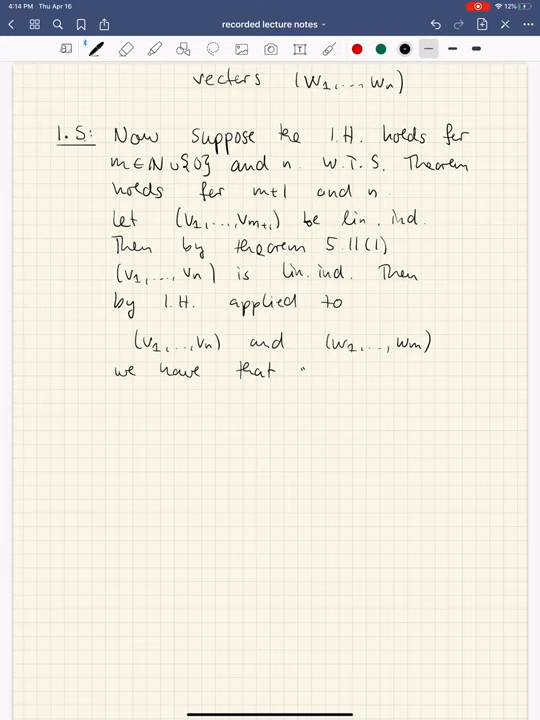 4:14 PM Thu Apr 16
12%
recorded lecture notes
vectors (w1,...,wn)
I.S: Now suppose the I.H. holds for
m∈N∪{0} and n. W.T.S. Theorem
holds for m+1 and n
Let (v1,...,vm+1) be lin. ind.
Then by theorem 5.11(1)
(v1,...,vn) is lin.ind. Then
by I.H. applied to
(v1,...,vn) and (w1,...,wm)
we have that